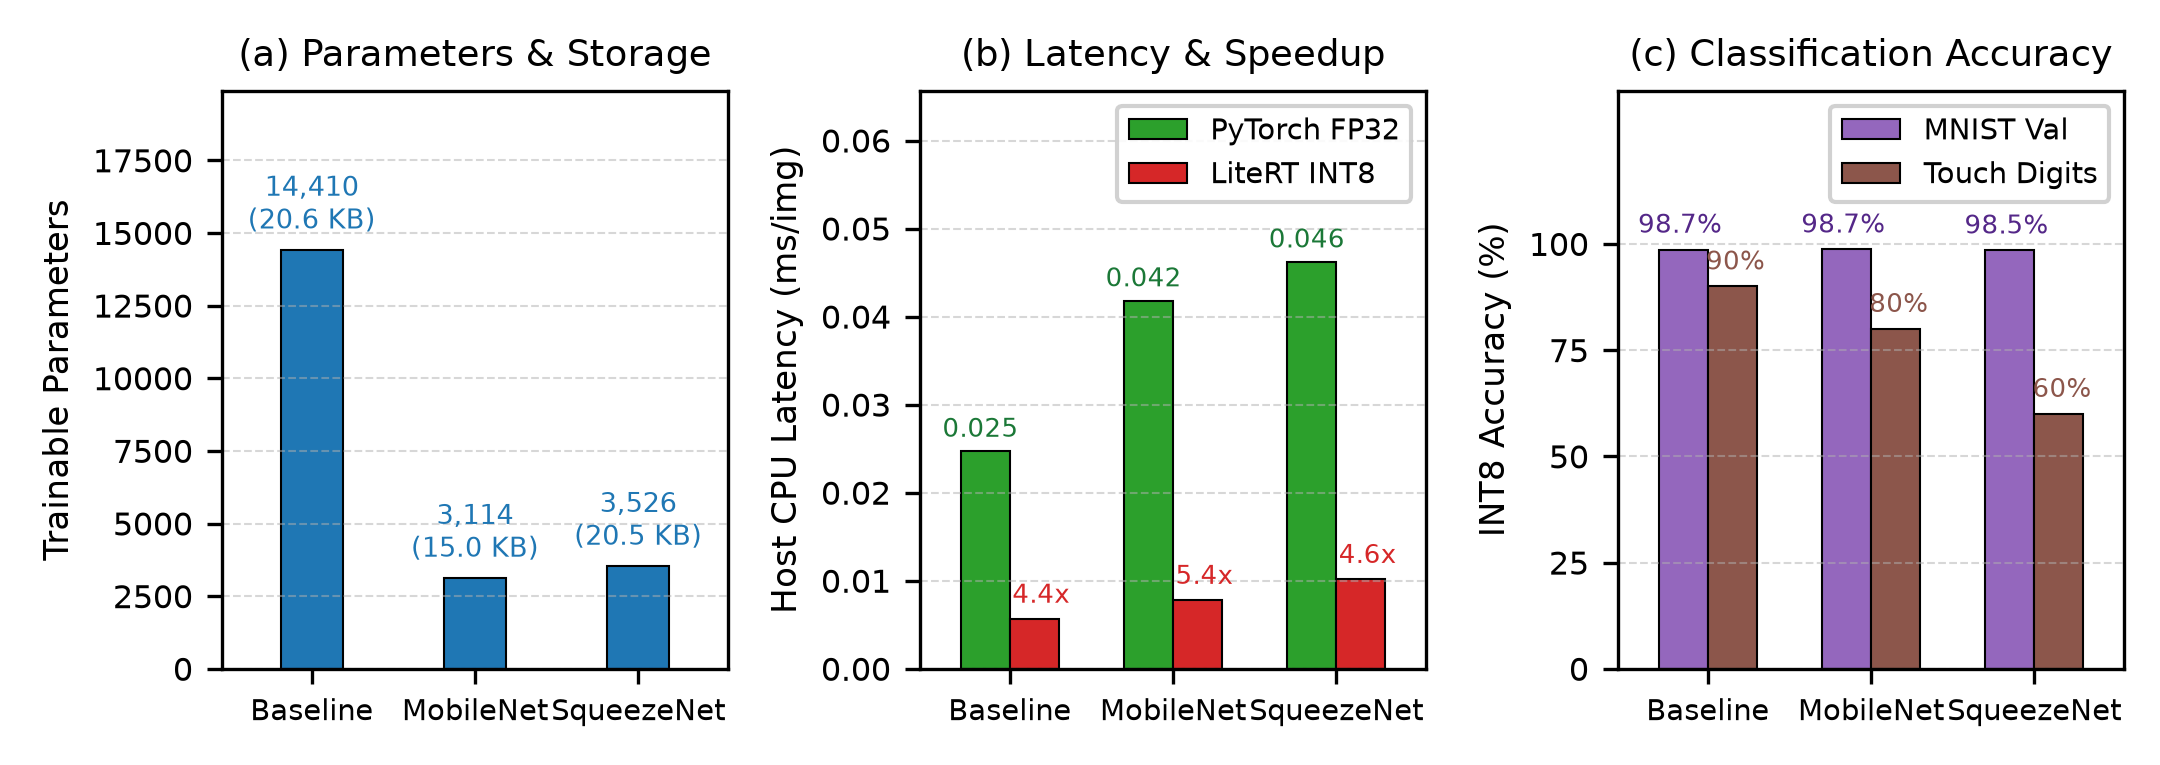 (a) Parameters & Storage
Trainable Parameters
17500
15000
12500
10000
7500
5000
2500
0
14,410
(20.6 KB)
3,114
(15.0 KB)
3,526
(20.5 KB)
Baseline
MobileNet
SqueezeNet
(b) Latency & Speedup
Host CPU Latency (ms/img)
0.06
0.05
0.04
0.03
0.02
0.01
0.00
PyTorch FP32
LiteRT INT8
0.025
4.4x
0.042
5.4x
0.046
4.6x
Baseline
MobileNet
SqueezeNet
(c) Classification Accuracy
INT8 Accuracy (%)
100
75
50
25
0
MNIST Val
Touch Digits
98.7%
90%
98.7%
80%
98.5%
60%
Baseline
MobileNet
SqueezeNet